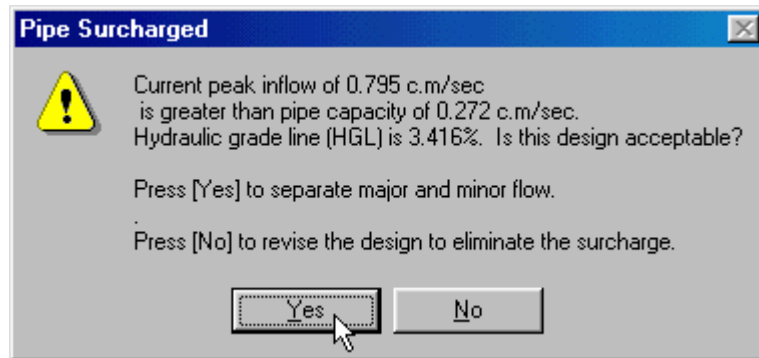 Pipe Surcharged
Current peak inflow of 0.795 c.m/sec
is greater than pipe capacity of 0.272 c.m/sec.
Hydraulic grade line (HGL) is 3.416%.  Is this design acceptable?
Press [Yes] to separate major and minor flow.
.
Press [No] to revise the design to eliminate the surcharge.
Yes No